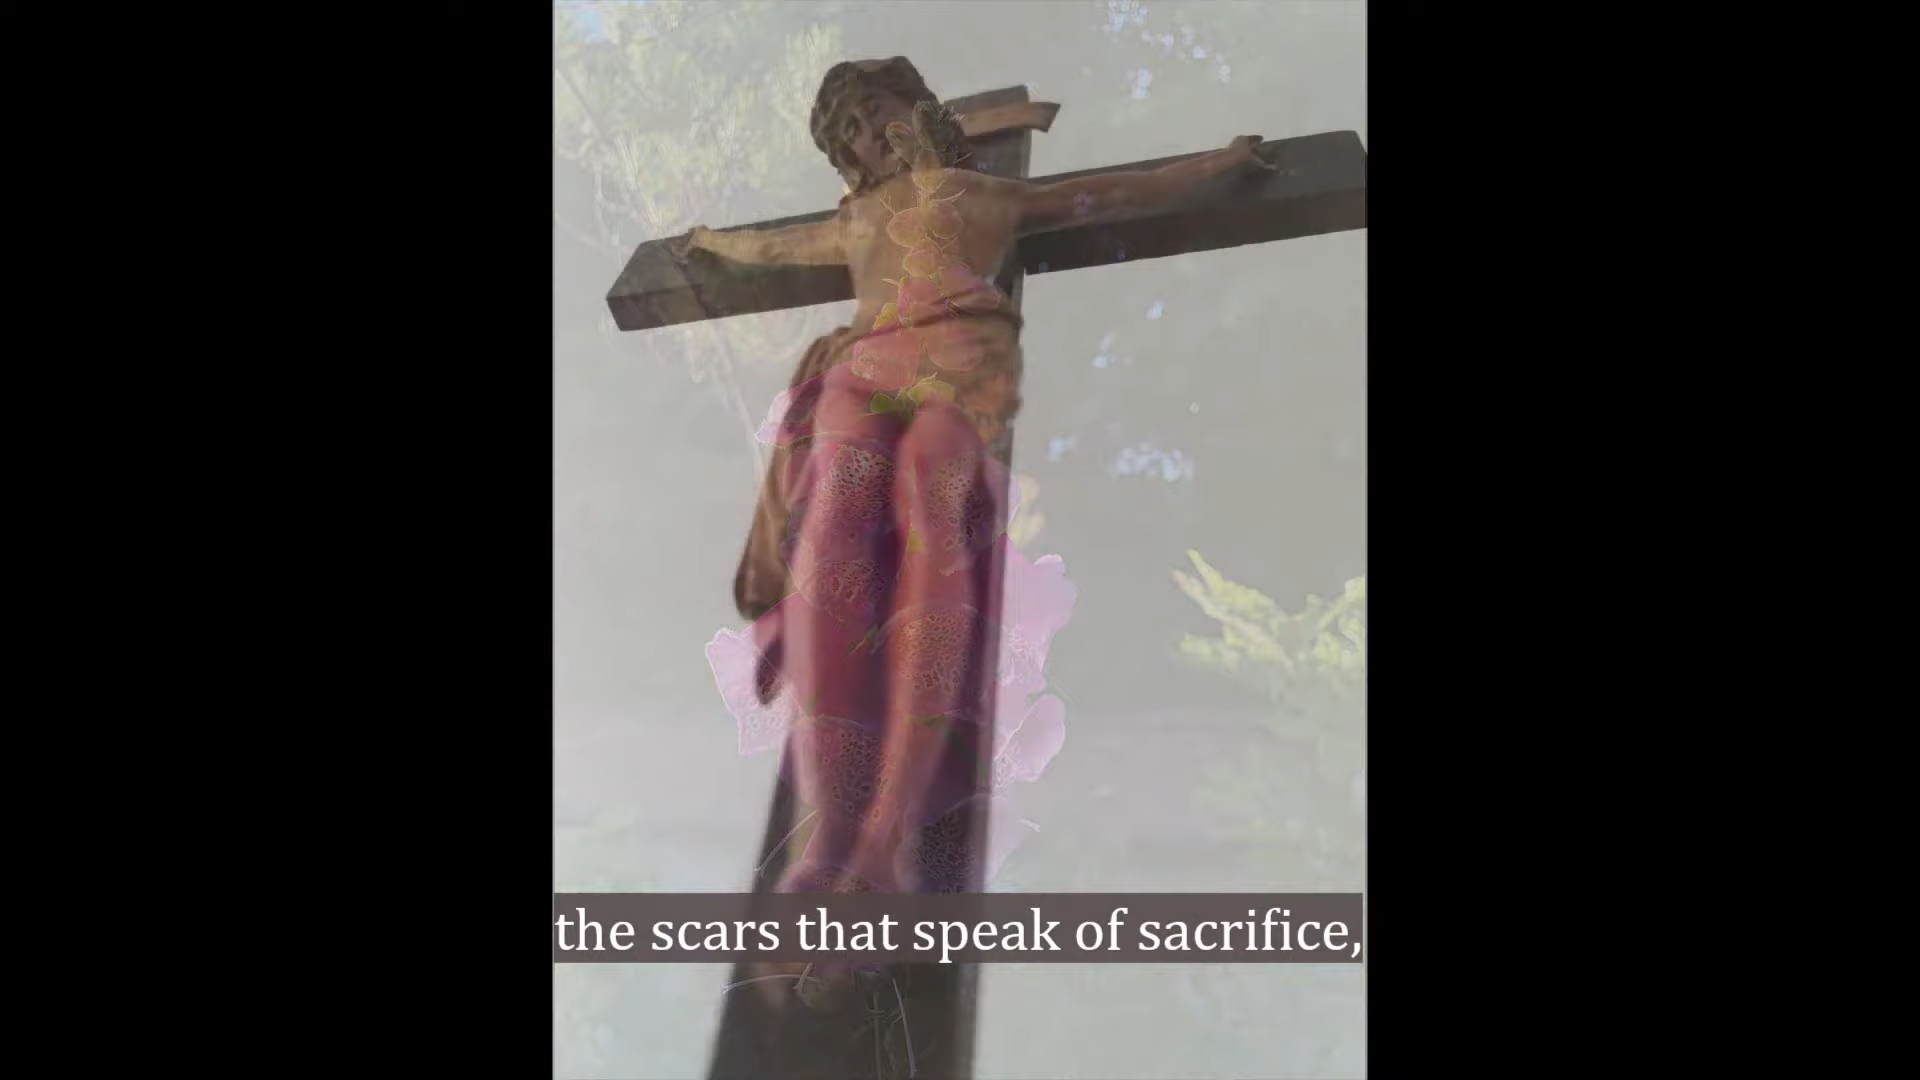 the scars that speak of sacrifice,